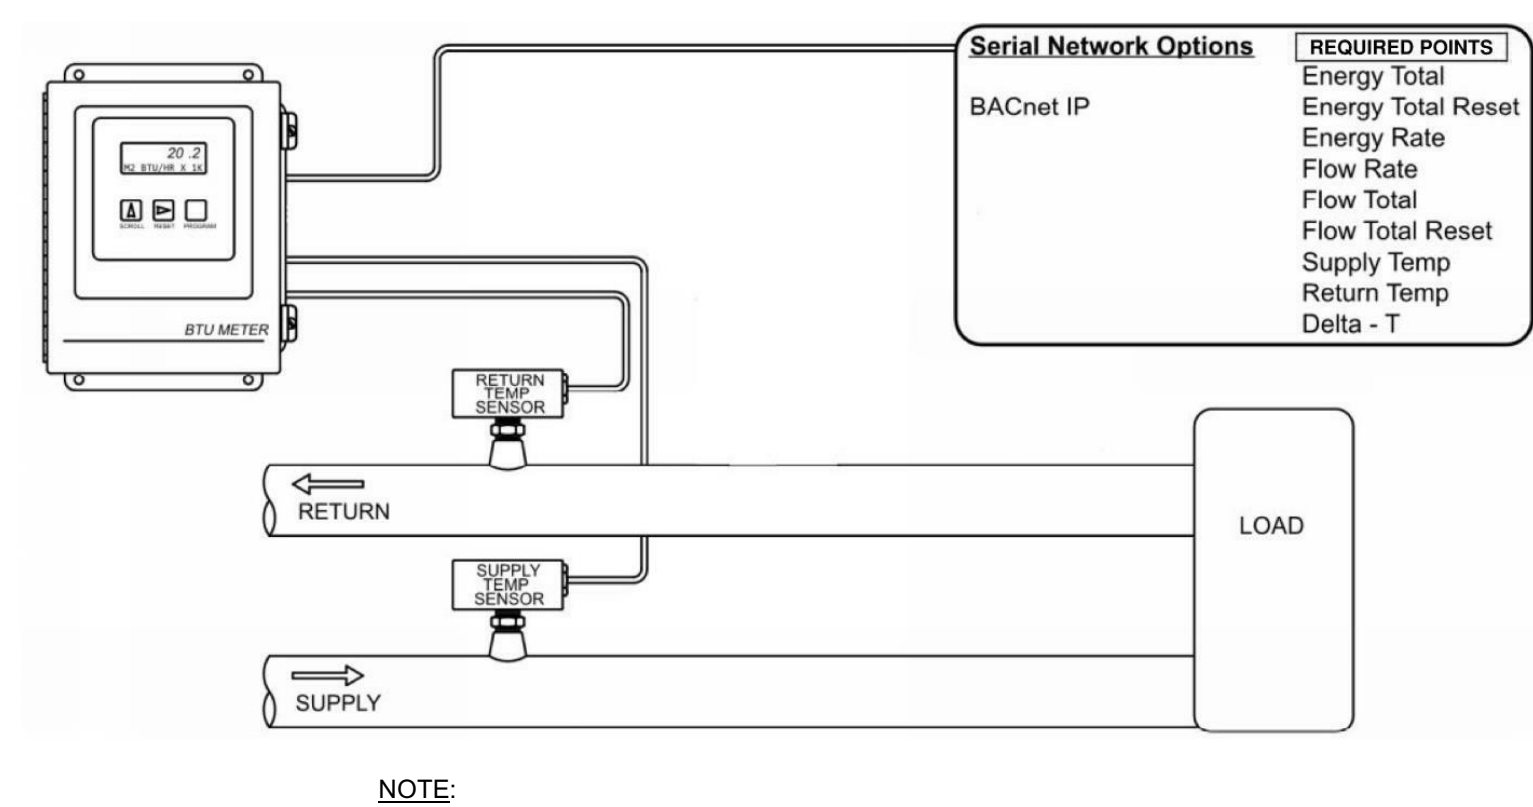 Serial Network Options
REQUIRED POINTS
BACnet IP
Energy Total
Energy Total Reset
Energy Rate
Flow Rate
Flow Total
Flow Total Reset
Supply Temp
Return Temp
Delta - T
20 .2
M2 BTU/HR X 1K
SCROLL
RESET
PROGRAM
BTU METER
RETURN
TEMP
SENSOR
RETURN
LOAD
SUPPLY
TEMP
SENSOR
SUPPLY
NOTE: